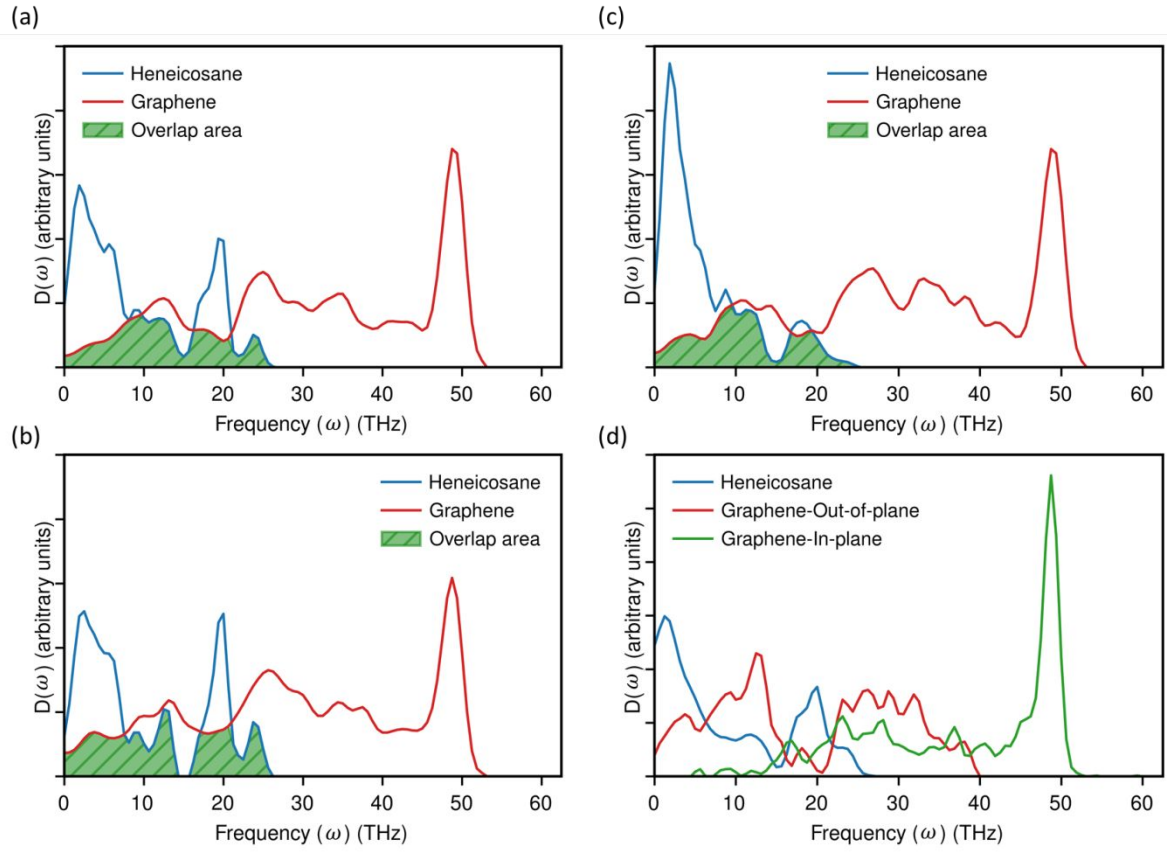 (a)
D(ω) (arbitrary units)
Heneicosane
Graphene
Overlap area
0 10 20 30 40 50 60
Frequency (ω) (THz)
(c)
D(ω) (arbitrary units)
Heneicosane
Graphene
Overlap area
0 10 20 30 40 50 60
Frequency (ω) (THz)
(b)
D(ω) (arbitrary units)
Heneicosane
Graphene
Overlap area
0 10 20 30 40 50 60
Frequency (ω) (THz)
(d)
D(ω) (arbitrary units)
Heneicosane
Graphene-Out-of-plane
Graphene-In-plane
0 10 20 30 40 50 60
Frequency (ω) (THz)